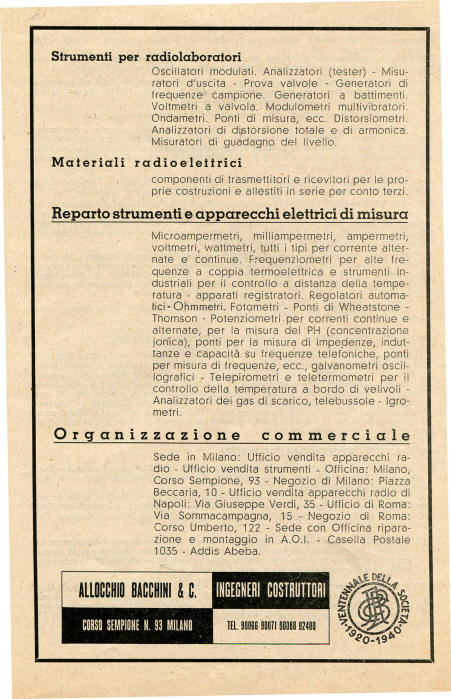 Strumenti per radiolaboratori
Oscillatori modulati. Analizzatori (tester) - Misu-
ratori d'uscita - Prova valvole - Generatori di
frequenze campione. Generatori a battimenti.
Voltmetri a valvola. Modulometri multivibratori.
Ondametri. Ponti di misura, ecc. Distorsiometri.
Analizzatori di distorsione totale e di armonica.
Misuratori di guadagno del livello.
Materiali radioelettrici
componenti di trasmettitori e ricevitori per le pro-
prie costruzioni e allestiti in serie per conto terzi.
Reparto strumenti e apparecchi elettrici di misura
Microampermetri, milliampermetri, ampermetri,
voltmetri, wattmetri, tutti i tipi per corrente alter-
nate e continue. Frequenziometri per alte fre-
quenze a coppia termoelettrica e strumenti in-
dustriali per il controllo a distanza della tempe-
ratura - apparati registratori. Regolatori automa-
tici - Ohmmetri. Fotometri - Ponti di Wheatstone -
Thomson - Potenziometri per correnti continue e
alternate, per la misura del PH (concentrazione
jonica), ponti per la misura di impedenze, indut-
tanze e capacità su frequenze telefoniche, ponti
per misura di frequenze, ecc., galvanometri oscil-
lografici - Telepirometri e teletermometri per il
controllo della temperatura a bordo di velivoli -
Analizzatori dei gas di scarico, telebussole - Igro-
metri.
Organizzazione commerciale
Sede in Milano: Ufficio vendita apparecchi ra-
dio - Ufficio vendita strumenti - Officina: Milano,
Corso Sempione, 93 - Negozio di Milano: Piazza
Beccaria, 10 - Ufficio vendita apparecchi radio di
Napoli: Via Giuseppe Verdi, 35 - Ufficio di Roma:
Via Sommacampagna, 15 - Negozio di Roma:
Corso Umberto, 122 - Sede con Officina ripara-
zione e montaggio in A.O.I. - Casella Postale
1035 - Addis Abeba.
ALLOCCHIO BACCHINI & C.
INGEGNERI COSTRUTTORI
CORSO SEMPIONE N. 93 MILANO
TEL. 90066 90071 90088 92480
VENTENNALE DELLA SOCIETA
1920-1940